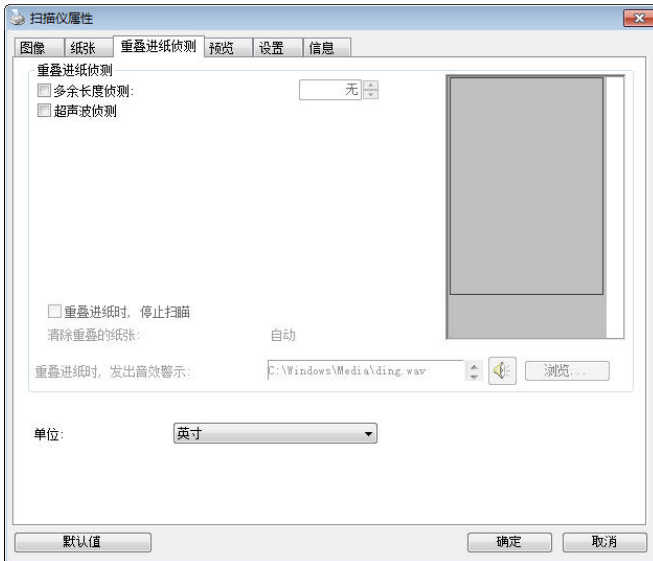 扫描仪属性
图像 纸张 重叠进纸侦测 预览 设置 信息
重叠进纸侦测
多余长度侦测: 无
超声波侦测
重叠进纸时, 停止扫瞄
清除重叠的纸张: 自动
重叠进纸时, 发出音效警示: C:\Windows\Media\ding.wav 浏览...
单位: 英寸
默认值 确定 取消